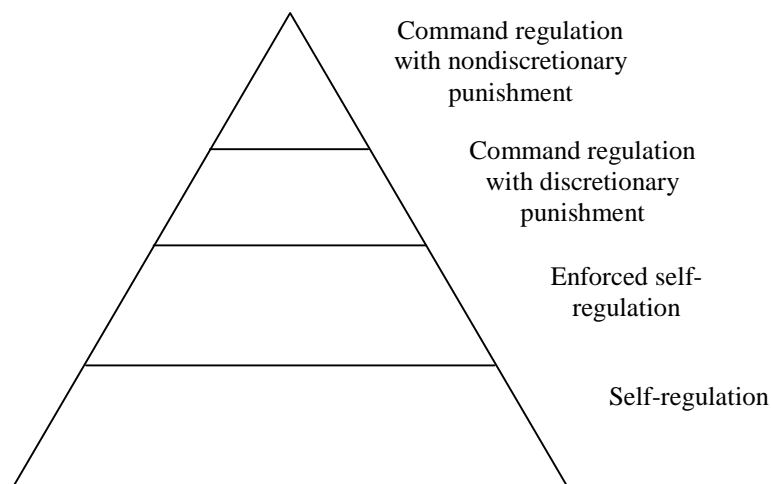 Command regulation
with nondiscretionary
punishment
Command regulation
with discretionary
punishment
Enforced self-
regulation
Self-regulation